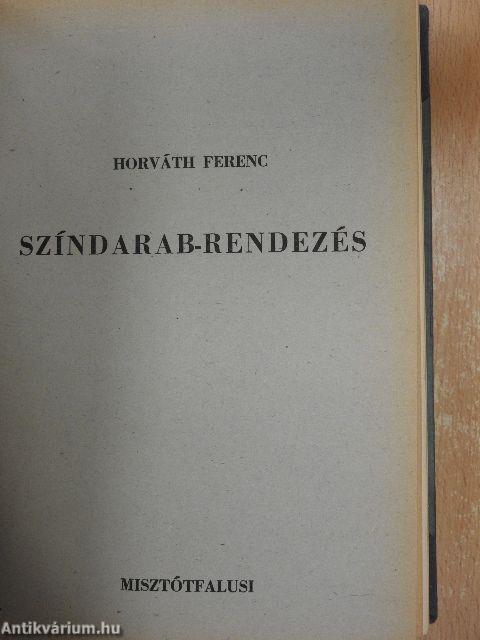 HORVÁTH FERENC
SZÍNDARAB-RENDEZÉS
MISZTÓTFALUSI
Antikvárium.hu